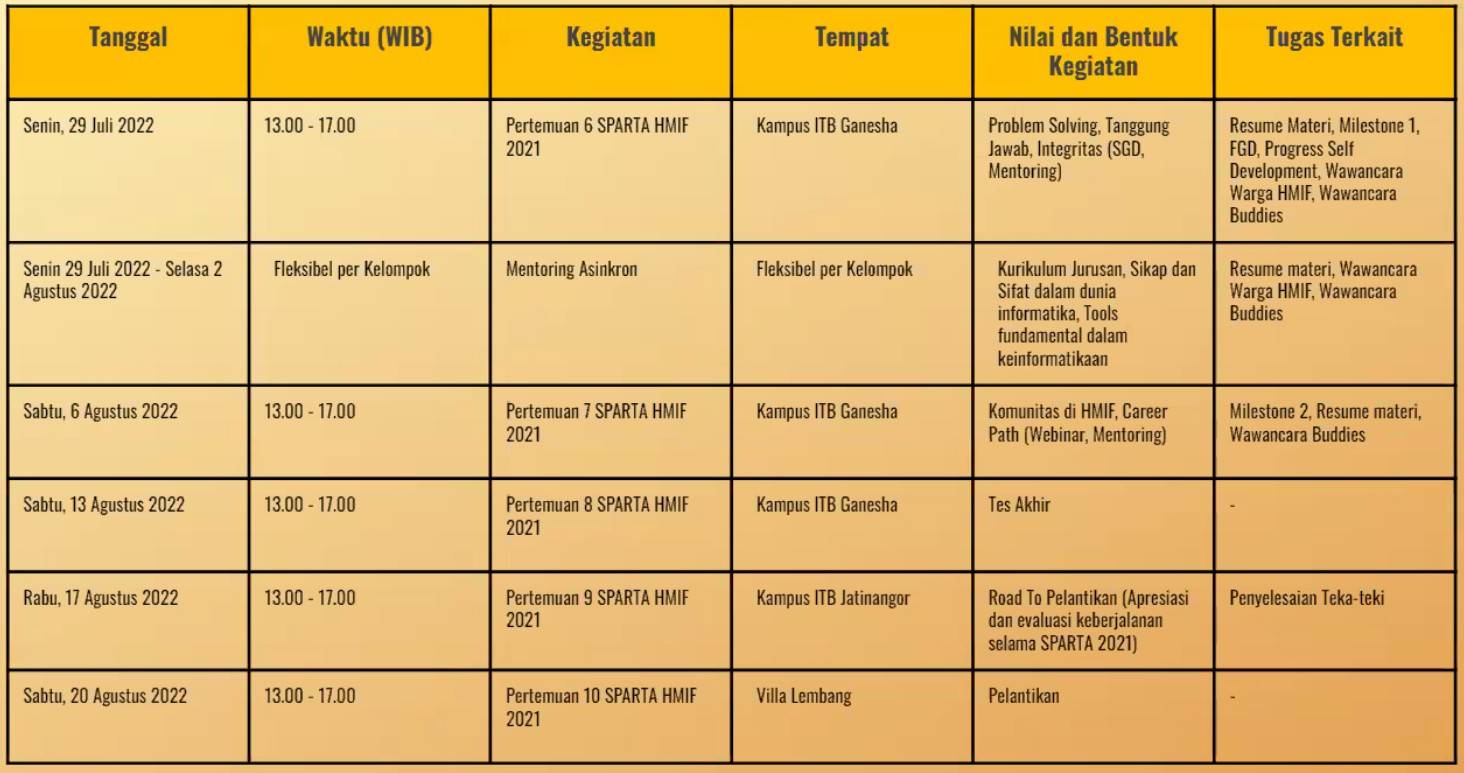 Tanggal
Waktu (WIB)
Kegiatan
Tempat
Nilai dan Bentuk
Kegiatan
Tugas Terkait
Senin, 29 Juli 2022
13.00 - 17.00
Pertemuan 6 SPARTA HMIF
2021
Kampus ITB Ganesha
Problem Solving, Tanggung
Jawab, Integritas (SGD,
Mentoring)
Resume Materi, Milestone 1,
FGD, Progress Self
Development, Wawancara
Warga HMIF, Wawancara
Buddies
Senin 29 Juli 2022 - Selasa 2
Agustus 2022
Fleksibel per Kelompok
Mentoring Asinkron
Fleksibel per Kelompok
Kurikulum Jurusan, Sikap dan
Sifat dalam dunia
informatika, Tools
fundamental dalam
keinformatikaan
Resume materi, Wawancara
Warga HMIF, Wawancara
Buddies
Sabtu, 6 Agustus 2022
13.00 - 17.00
Pertemuan 7 SPARTA HMIF
2021
Kampus ITB Ganesha
Komunitas di HMIF, Career
Path (Webinar, Mentoring)
Milestone 2, Resume materi,
Wawancara Buddies
Sabtu, 13 Agustus 2022
13.00 - 17.00
Pertemuan 8 SPARTA HMIF
2021
Kampus ITB Ganesha
Tes Akhir
-
Rabu, 17 Agustus 2022
13.00 - 17.00
Pertemuan 9 SPARTA HMIF
2021
Kampus ITB Jatinangor
Road To Pelantikan (Apresiasi
dan evaluasi keberjalanan
selama SPARTA 2021)
Penyelesaian Teka-teki
Sabtu, 20 Agustus 2022
13.00 - 17.00
Pertemuan 10 SPARTA HMIF
2021
Villa Lembang
Pelantikan
-